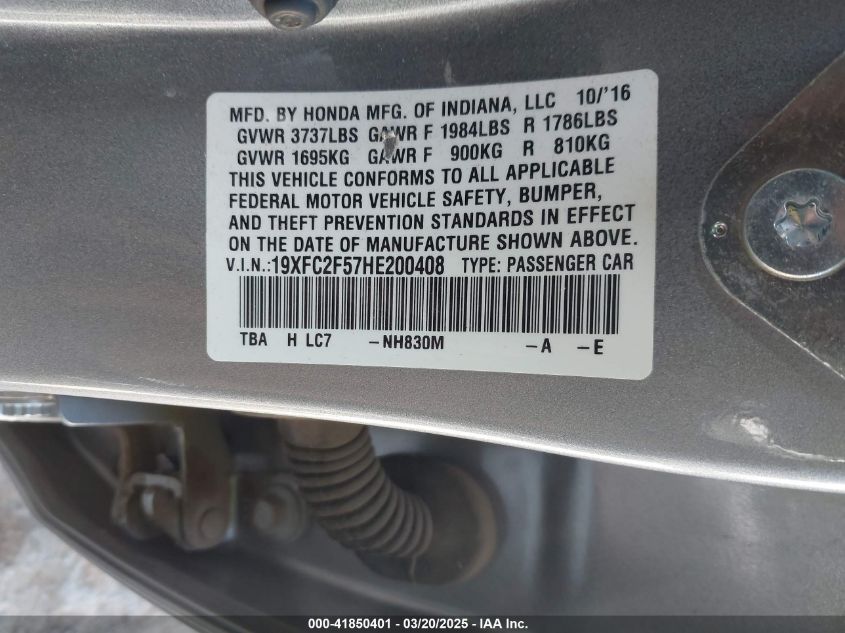 MFD. BY HONDA MFG. OF INDIANA, LLC 10/'16
GVWR 3737LBS GAWR F 1984LBS R 1786LBS
GVWR 1695KG GAWR F 900KG R 810KG
THIS VEHICLE CONFORMS TO ALL APPLICABLE
FEDERAL MOTOR VEHICLE SAFETY, BUMPER,
AND THEFT PREVENTION STANDARDS IN EFFECT
ON THE DATE OF MANUFACTURE SHOWN ABOVE.
V.I.N.:19XFC2F57HE200408 TYPE: PASSENGER CAR
TBA H LC7 -NH830M -A -E
000-41850401 - 03/20/2025 - IAA Inc.